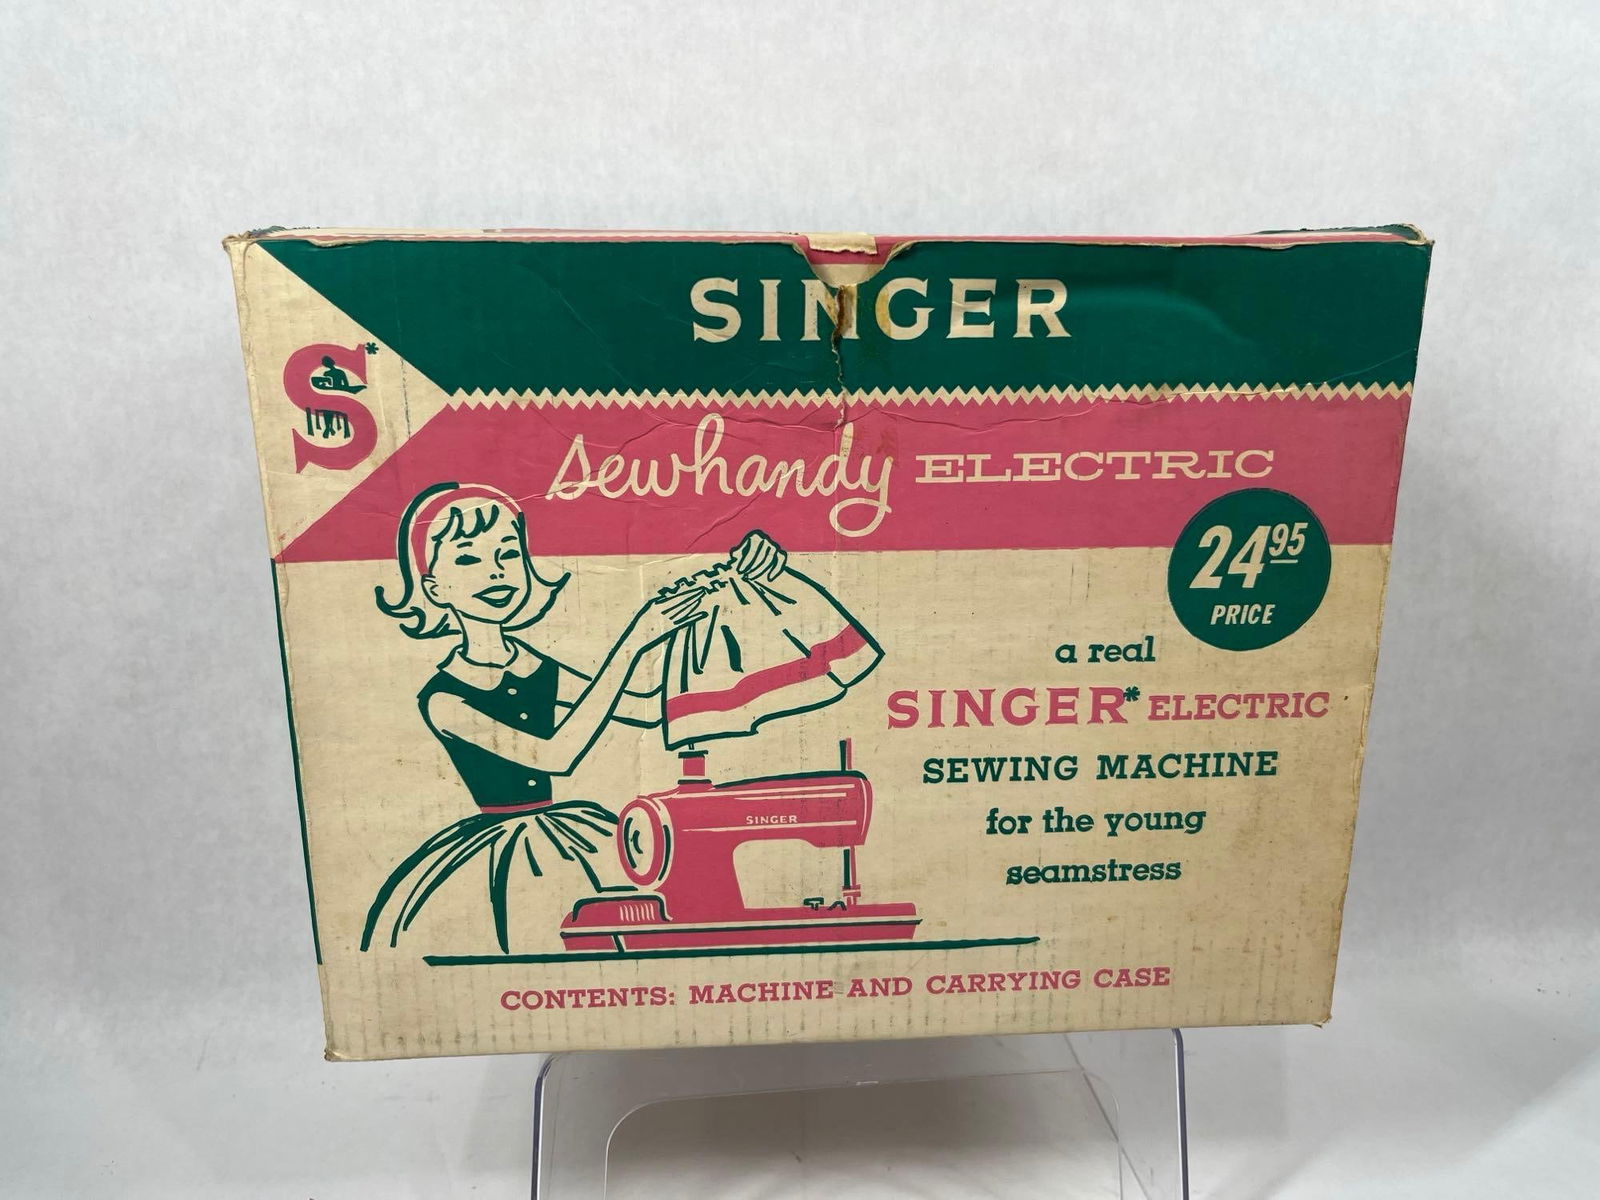 SINGER
S*
sewhandy ELECTRIC
24 95
PRICE
a real
SINGER* ELECTRIC
SEWING MACHINE
for the young
seamstress
SINGER
CONTENTS: MACHINE AND CARRYING CASE